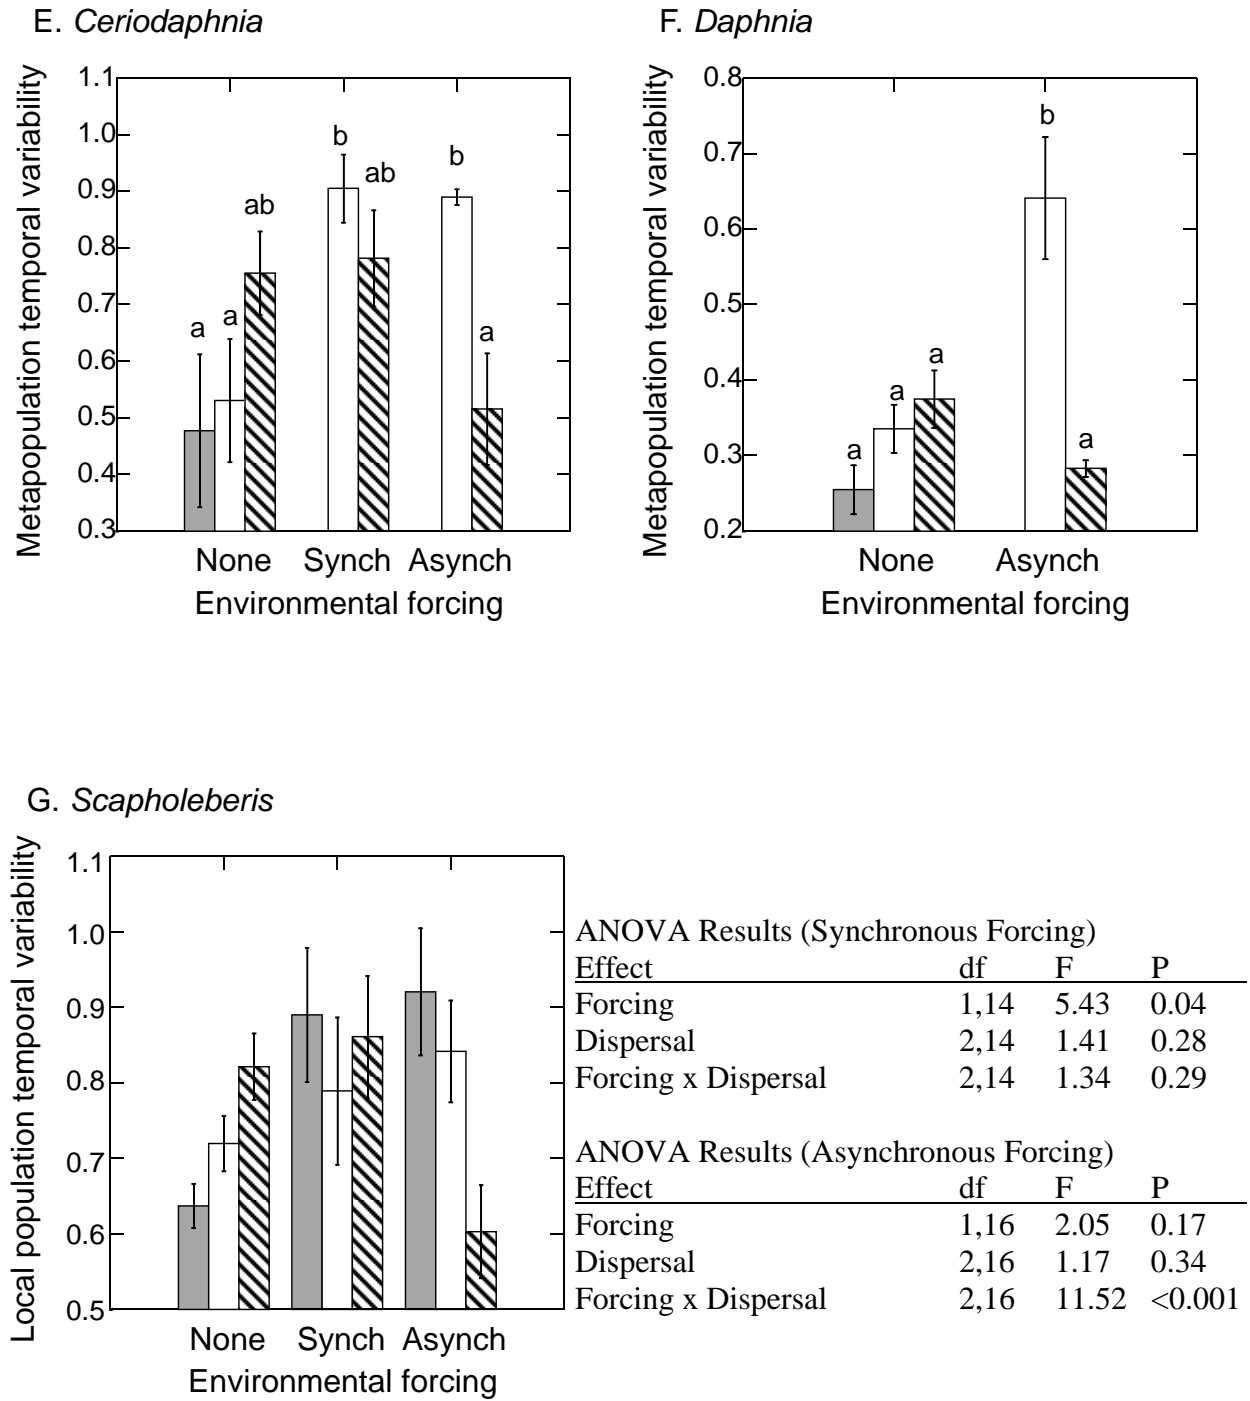 E. Ceriodaphnia
Metapopulation temporal variability
1.1
1.0
0.9
0.8
0.7
0.6
0.5
0.4
0.3
a
a
ab
b
ab
b
a
None Synch Asynch
Environmental forcing
F. Daphnia
Metapopulation temporal variability
0.8
0.7
0.6
0.5
0.4
0.3
0.2
a
a
a
b
a
None Asynch
Environmental forcing
G. Scapholeberis
Local population temporal variability
1.1
1.0
0.9
0.8
0.7
0.6
0.5
None Synch Asynch
Environmental forcing
ANOVA Results (Synchronous Forcing)
Effect df F P
Forcing 1,14 5.43 0.04
Dispersal 2,14 1.41 0.28
Forcing x Dispersal 2,14 1.34 0.29
ANOVA Results (Asynchronous Forcing)
Effect df F P
Forcing 1,16 2.05 0.17
Dispersal 2,16 1.17 0.34
Forcing x Dispersal 2,16 11.52 <0.001